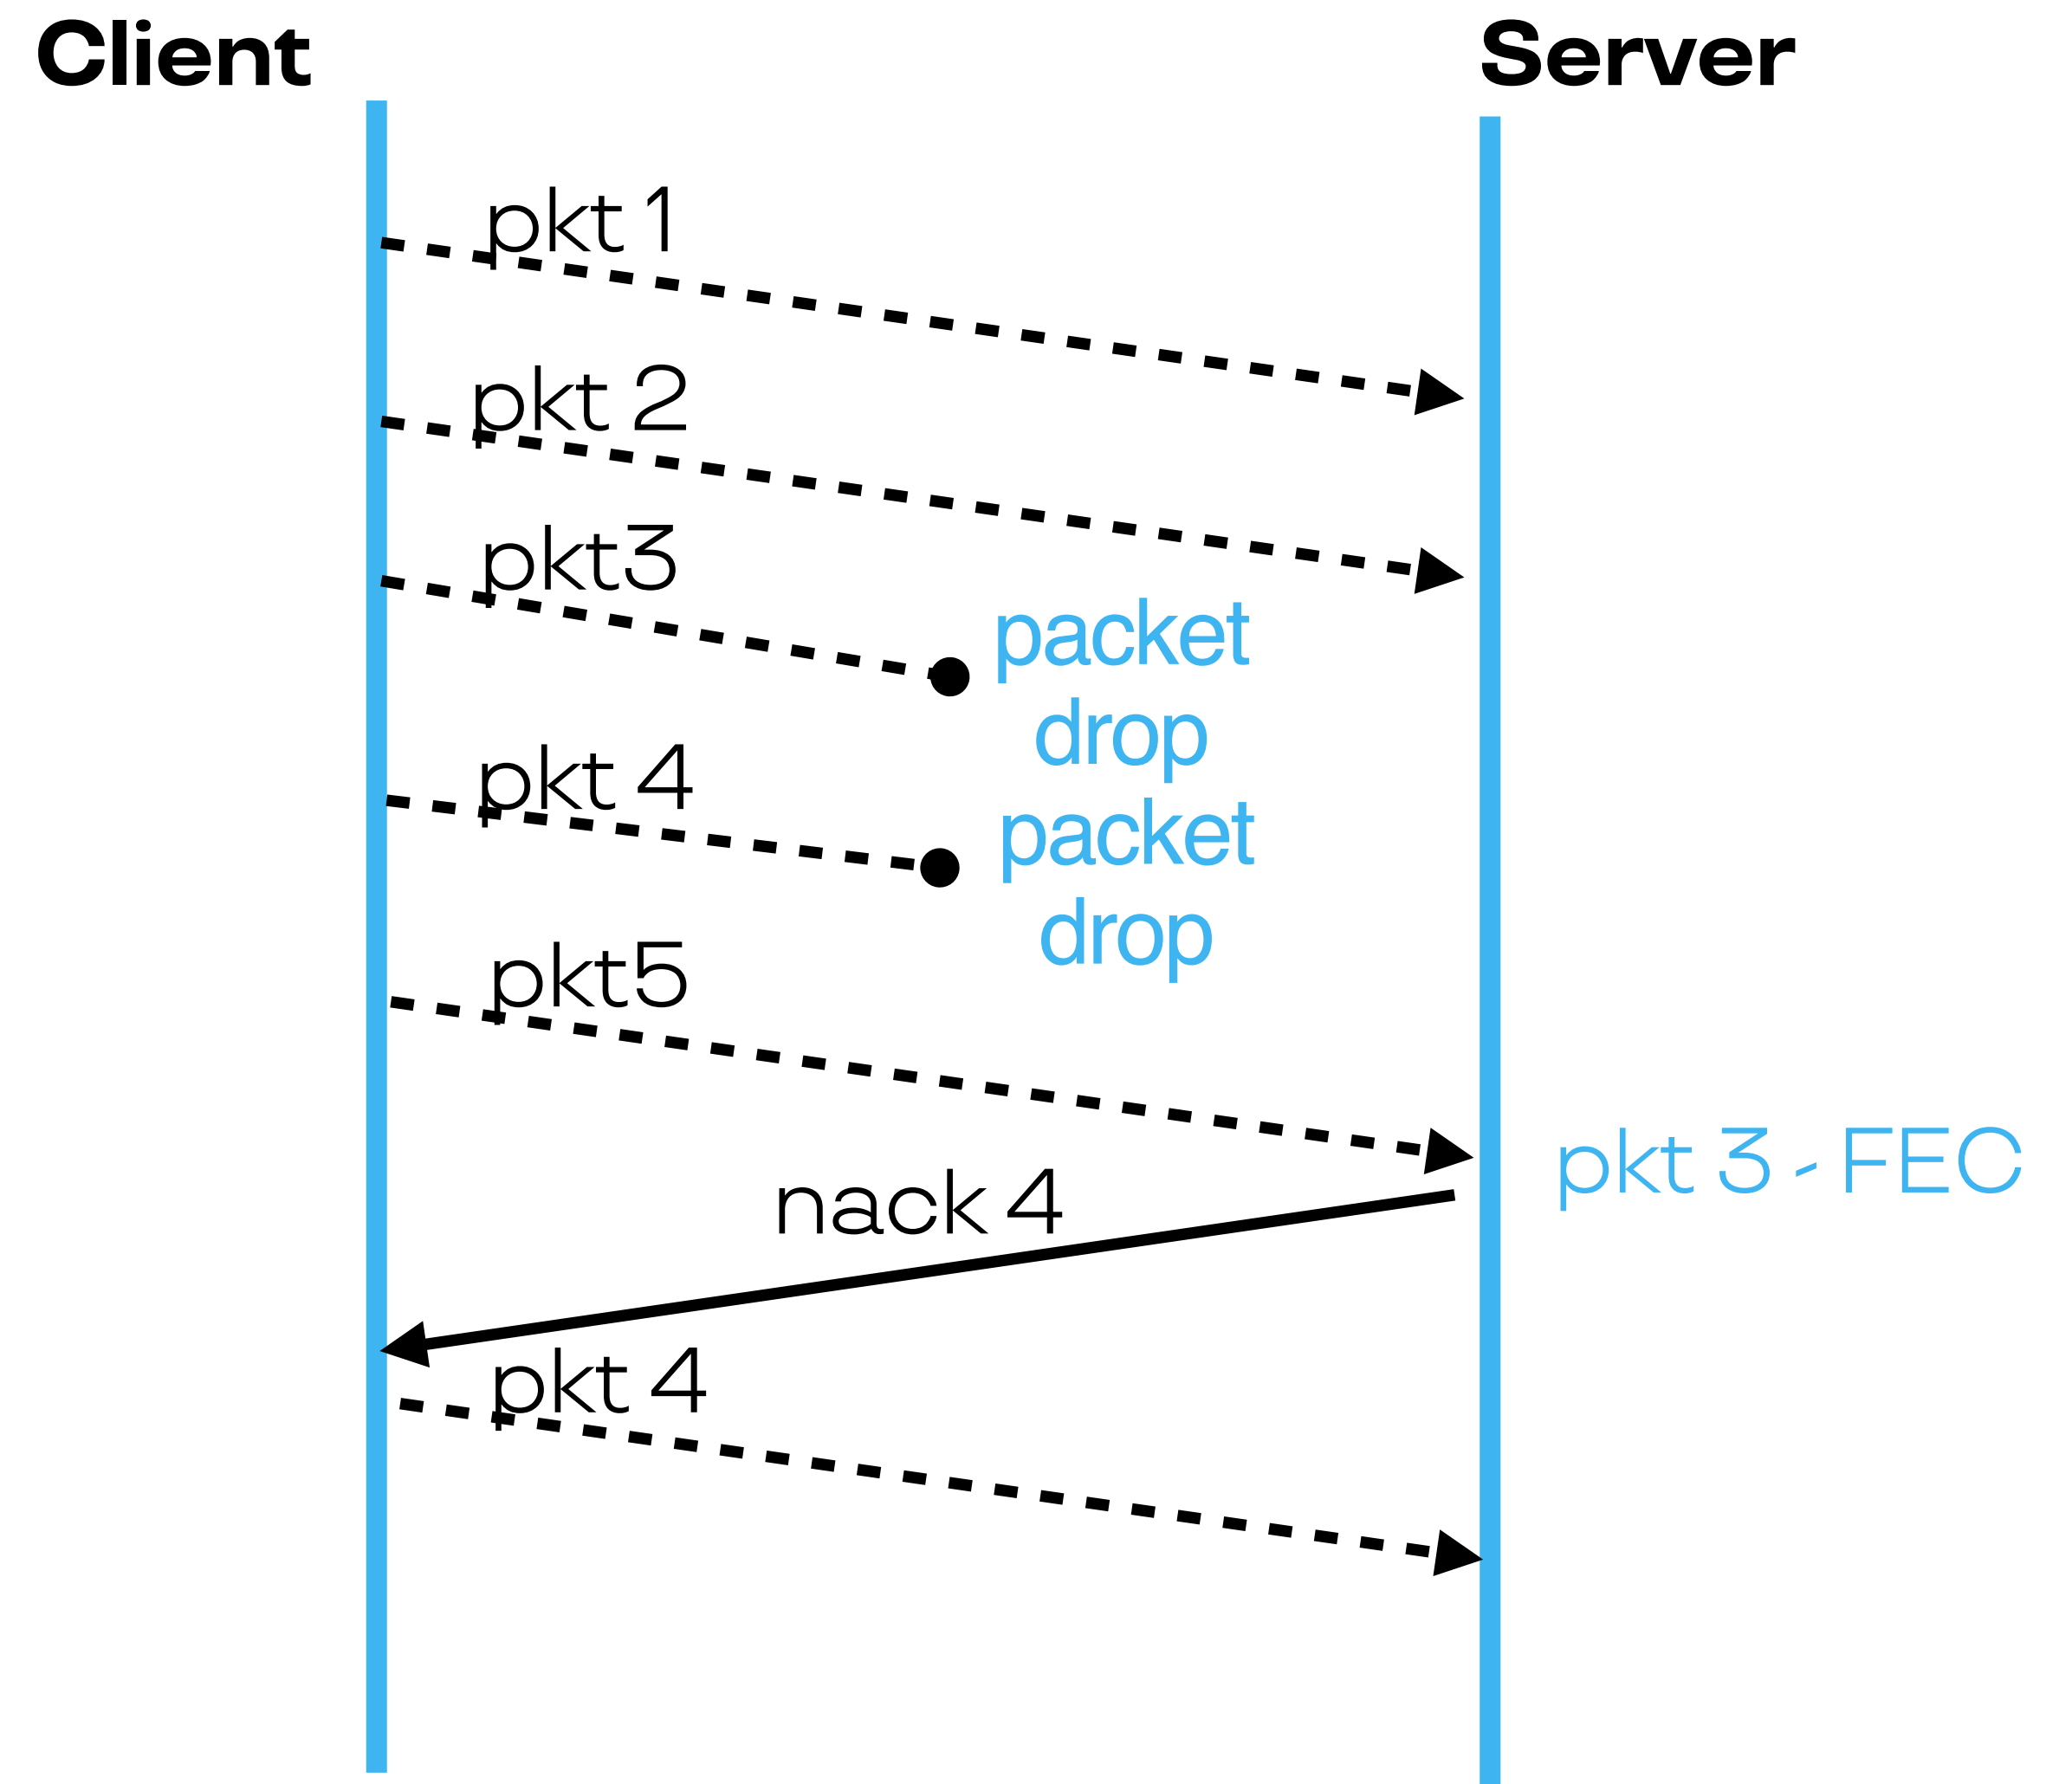 Client
Server
pkt 1
pkt 2
pkt3
packet
drop
pkt 4
packet
drop
pkt5
pkt 3 - FEC
nack 4
pkt 4